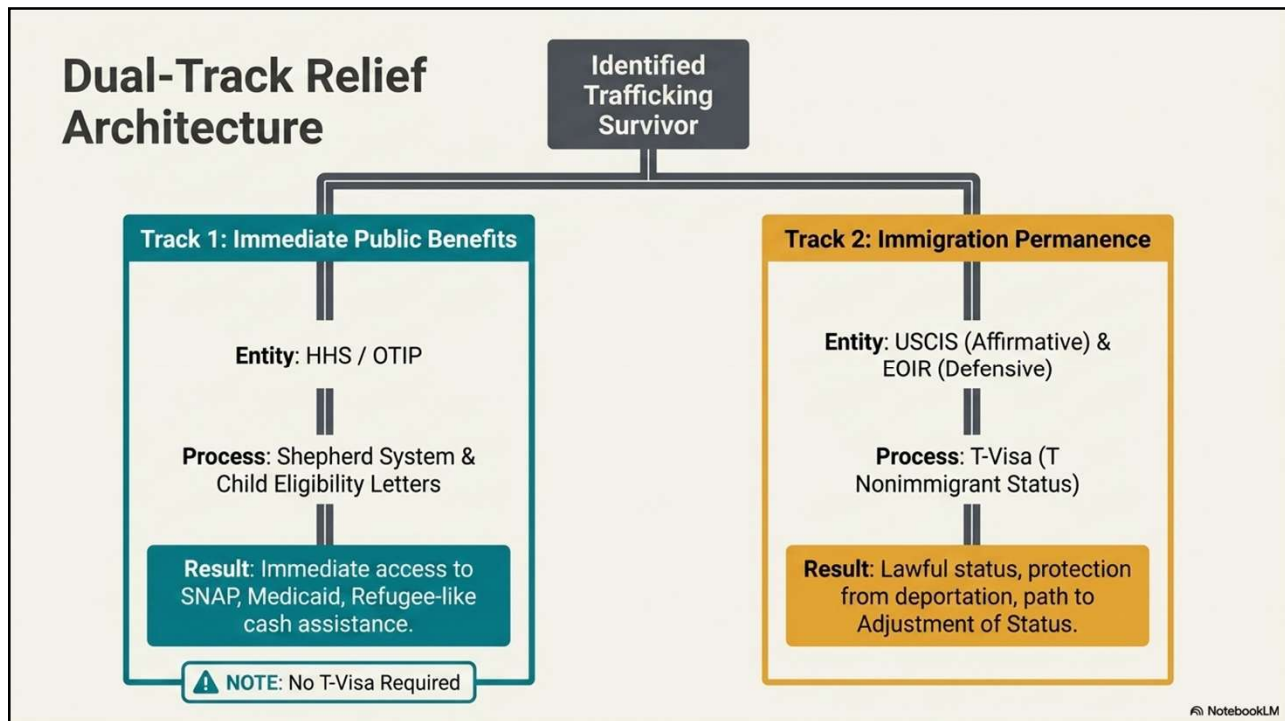 Dual-Track Relief
Architecture
Identified
Trafficking
Survivor
Track 1: Immediate Public Benefits
Entity: HHS / OTIP
Process: Shepherd System &
Child Eligibility Letters
Result: Immediate access to
SNAP, Medicaid, Refugee-like
cash assistance.
NOTE: No T-Visa Required
Track 2: Immigration Permanence
Entity: USCIS (Affirmative) &
EOIR (Defensive)
Process: T-Visa (T
Nonimmigrant Status)
Result: Lawful status, protection
from deportation, path to
Adjustment of Status.
NotebookLM